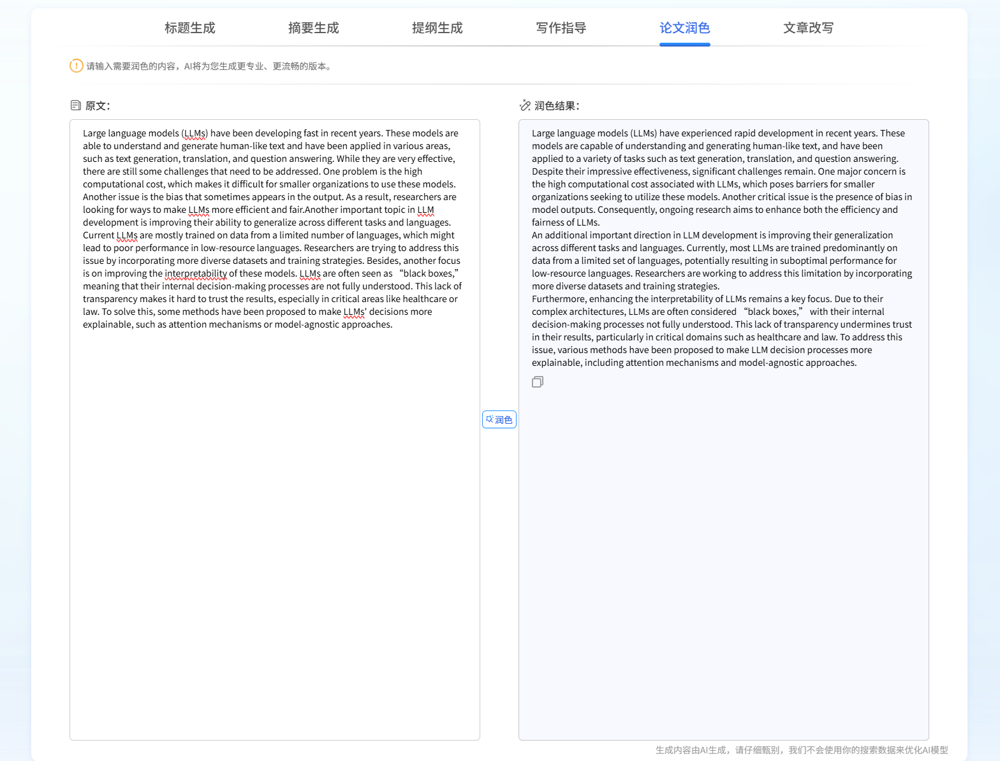 标题生成 摘要生成 提纲生成 写作指导 论文润色 文章改写
请输入需要润色的内容，AI将为您生成更专业、更流畅的版本。
原文：
Large language models (LLMs) have been developing fast in recent years. These models are
able to understand and generate human-like text and have been applied in various areas,
such as text generation, translation, and question answering. While they are very effective,
there are still some challenges that need to be addressed. One problem is the high
computational cost, which makes it difficult for smaller organizations to use these models.
Another issue is the bias that sometimes appears in the output. As a result, researchers are
looking for ways to make LLMs more efficient and fair.Another important topic in LLM
development is improving their ability to generalize across different tasks and languages.
Current LLMs are mostly trained on data from a limited number of languages, which might
lead to poor performance in low-resource languages. Researchers are trying to address this
issue by incorporating more diverse datasets and training strategies. Besides, another focus
is on improving the interpretability of these models. LLMs are often seen as “black boxes,”
meaning that their internal decision-making processes are not fully understood. This lack of
transparency makes it hard to trust the results, especially in critical areas like healthcare or
law. To solve this, some methods have been proposed to make LLMs' decisions more
explainable, such as attention mechanisms or model-agnostic approaches.
润色
润色结果：
Large language models (LLMs) have experienced rapid development in recent years. These
models are capable of understanding and generating human-like text, and have been
applied to a variety of tasks such as text generation, translation, and question answering.
Despite their impressive effectiveness, significant challenges remain. One major concern is
the high computational cost associated with LLMs, which poses barriers for smaller
organizations seeking to utilize these models. Another critical issue is the presence of bias in
model outputs. Consequently, ongoing research aims to enhance both the efficiency and
fairness of LLMs.
An additional important direction in LLM development is improving their generalization
across different tasks and languages. Currently, most LLMs are trained predominantly on
data from a limited set of languages, potentially resulting in suboptimal performance for
low-resource languages. Researchers are working to address this limitation by incorporating
more diverse datasets and training strategies.
Furthermore, enhancing the interpretability of LLMs remains a key focus. Due to their
complex architectures, LLMs are often considered “black boxes,” with their internal
decision-making processes not fully understood. This lack of transparency undermines trust
in their results, particularly in critical domains such as healthcare and law. To address this
issue, various methods have been proposed to make LLM decision processes more
explainable, including attention mechanisms and model-agnostic approaches.
生成内容由AI生成，请仔细甄别，我们不会使用你的搜索数据来优化AI模型